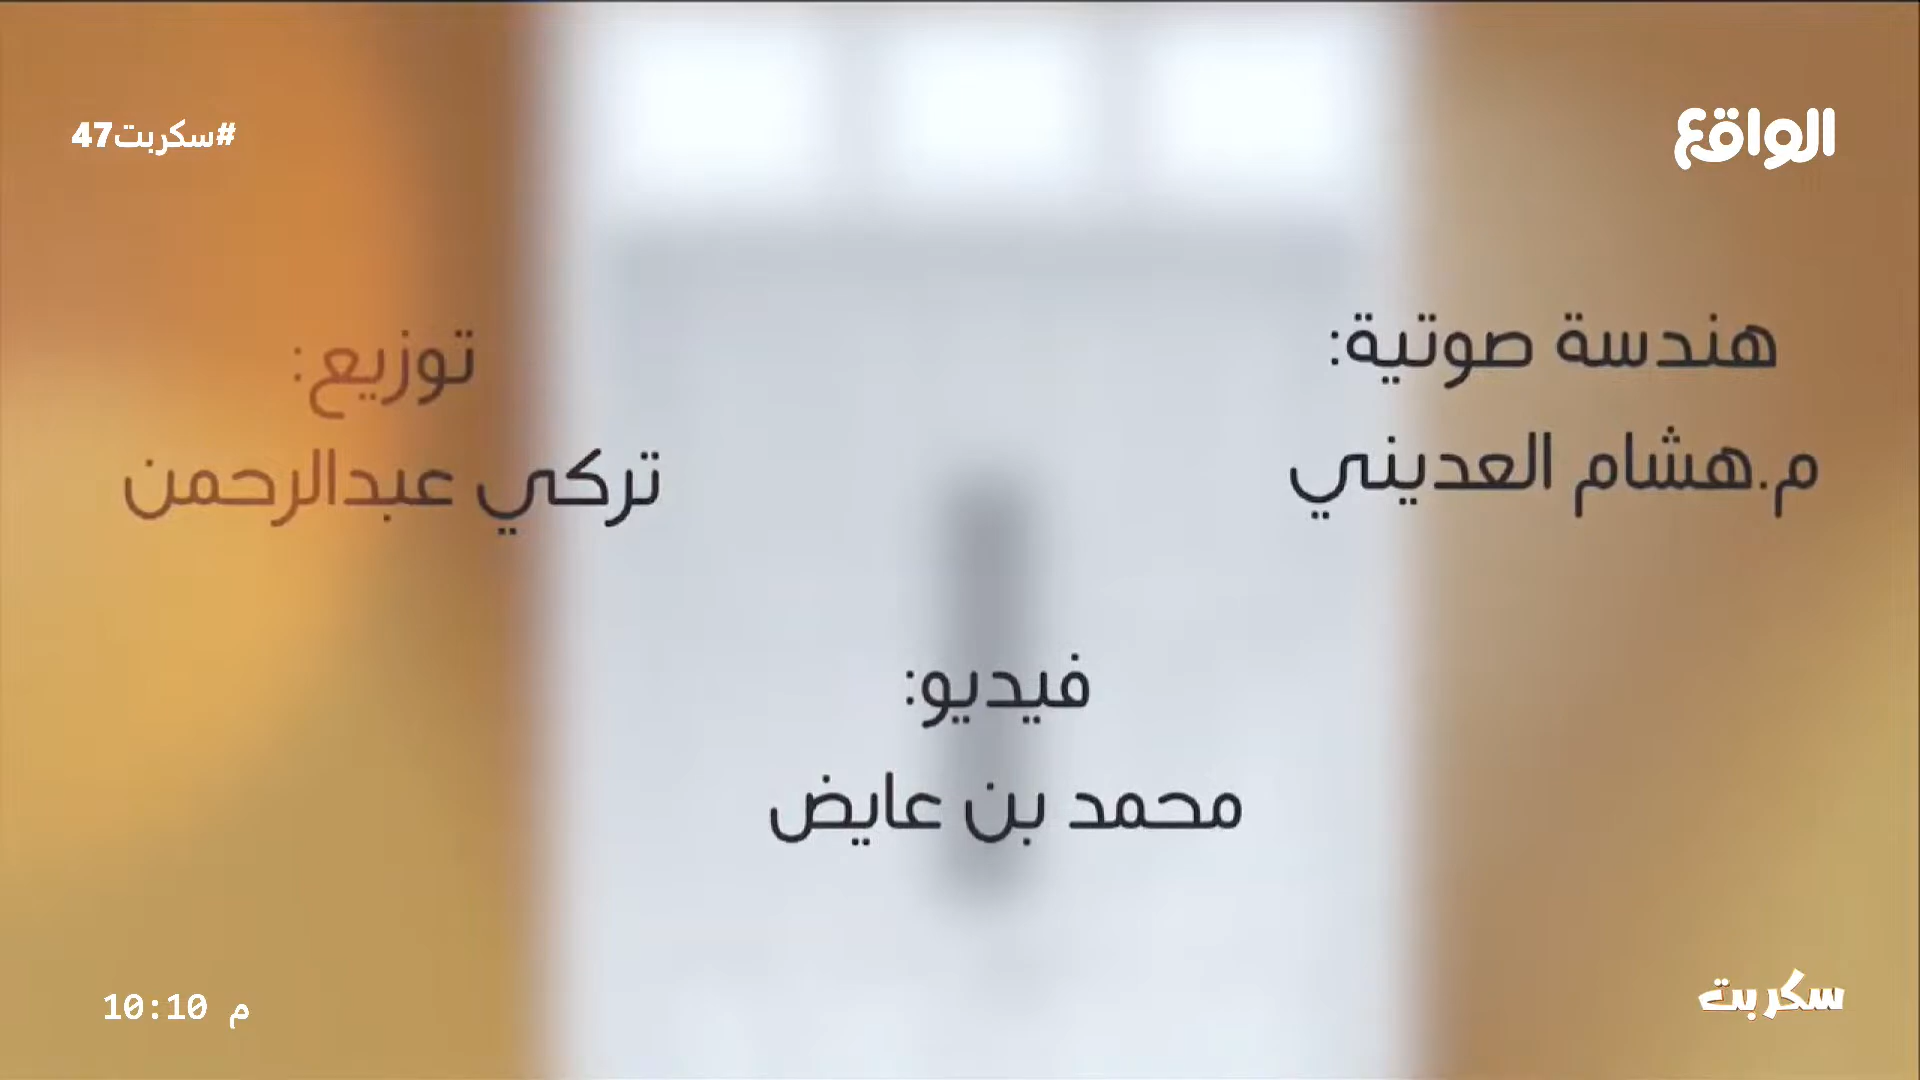 الواقع
#سكربت47
هندسة صوتية:
م.هشام العديني
توزيع:
تركي عبدالرحمن
فيديو:
محمد بن عايض
سكربت
10:10 م